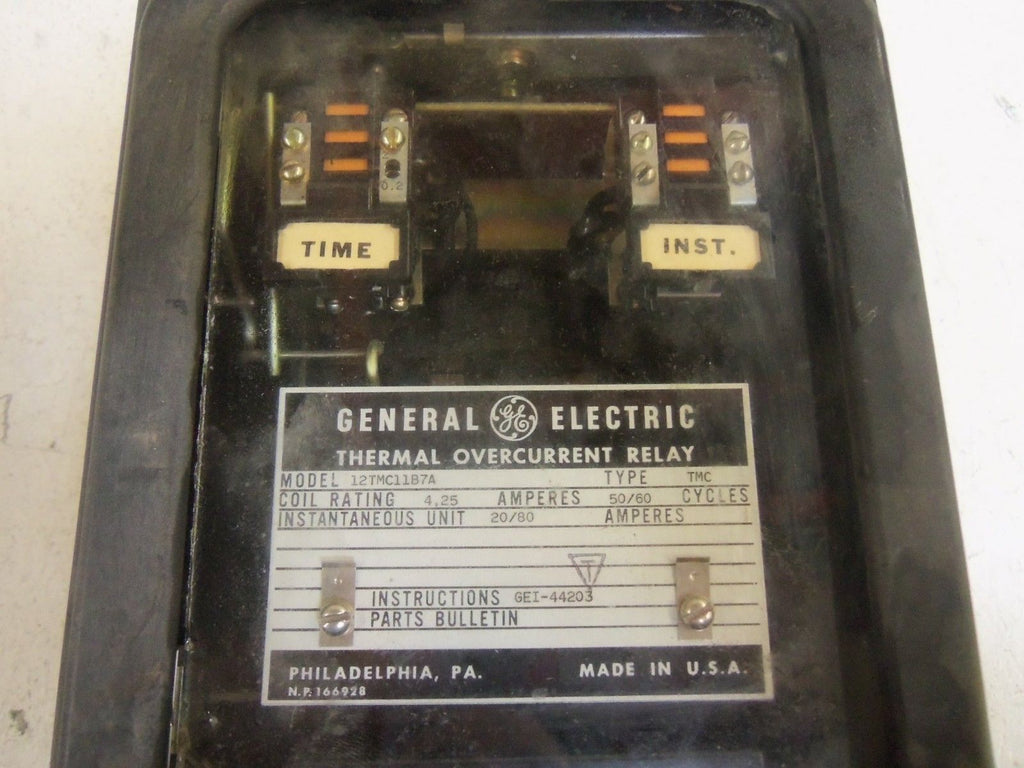 0.2
TIME
INST.
GENERAL GE ELECTRIC
THERMAL OVERCURRENT RELAY
MODEL 12TMC11B7A TYPE TMC
COIL RATING 4.25 AMPERES 50/60 CYCLES
INSTANTANEOUS UNIT 20/80 AMPERES
T
INSTRUCTIONS GEI-44203
PARTS BULLETIN
PHILADELPHIA, PA. MADE IN U.S.A.
N.P. 166928